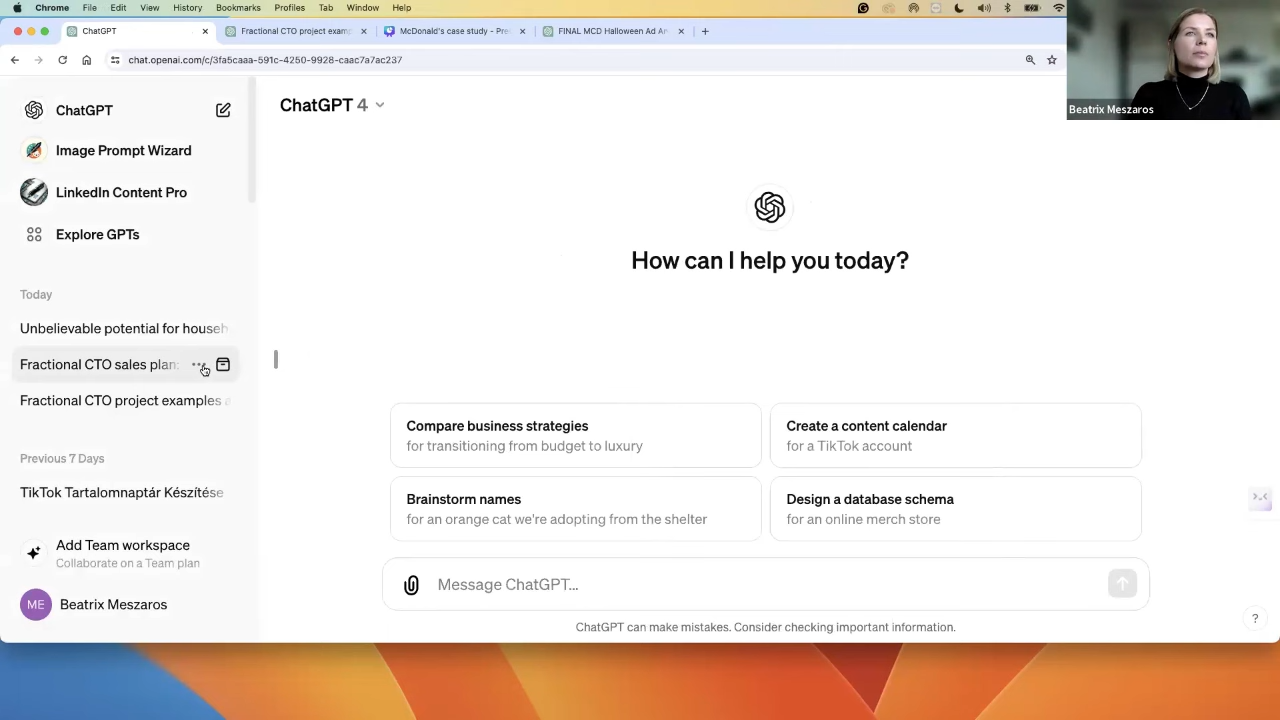 Chrome File Edit View History Bookmarks Profiles Tab Window Help
ChatGPT
Fractional CTO project examp
McDonald's case study - Pre
FINAL MCD Halloween Ad An
chat.openai.com/c/3fa5caaa-591c-4250-9928-caac7a7ac237
Beatrix Meszaros
ChatGPT
ChatGPT 4
Image Prompt Wizard
LinkedIn Content Pro
Explore GPTs
How can I help you today?
Today
Unbelievable potential for househ
Fractional CTO sales plan:
Fractional CTO project examples a
Previous 7 Days
TikTok Tartalomnaptár Készítése
Compare business strategies
for transitioning from budget to luxury
Create a content calendar
for a TikTok account
Brainstorm names
for an orange cat we're adopting from the shelter
Design a database schema
for an online merch store
Add Team workspace
Collaborate on a Team plan
ME
Beatrix Meszaros
Message ChatGPT...
ChatGPT can make mistakes. Consider checking important information.
?